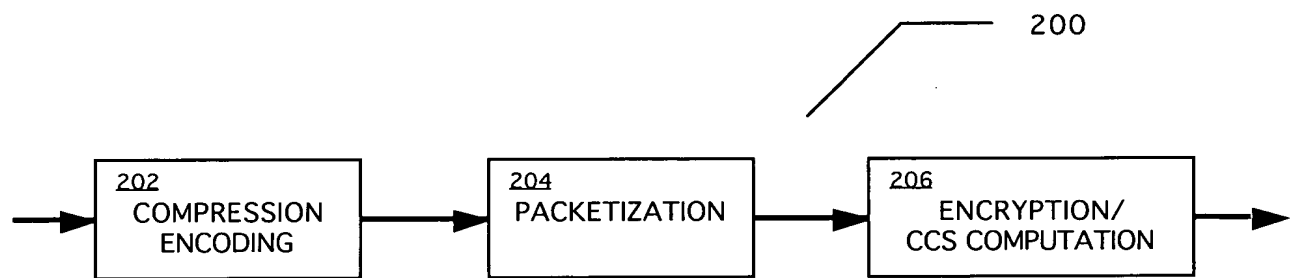 200
202
COMPRESSION
ENCODING
204
PACKETIZATION
206
ENCRYPTION/
CCS COMPUTATION